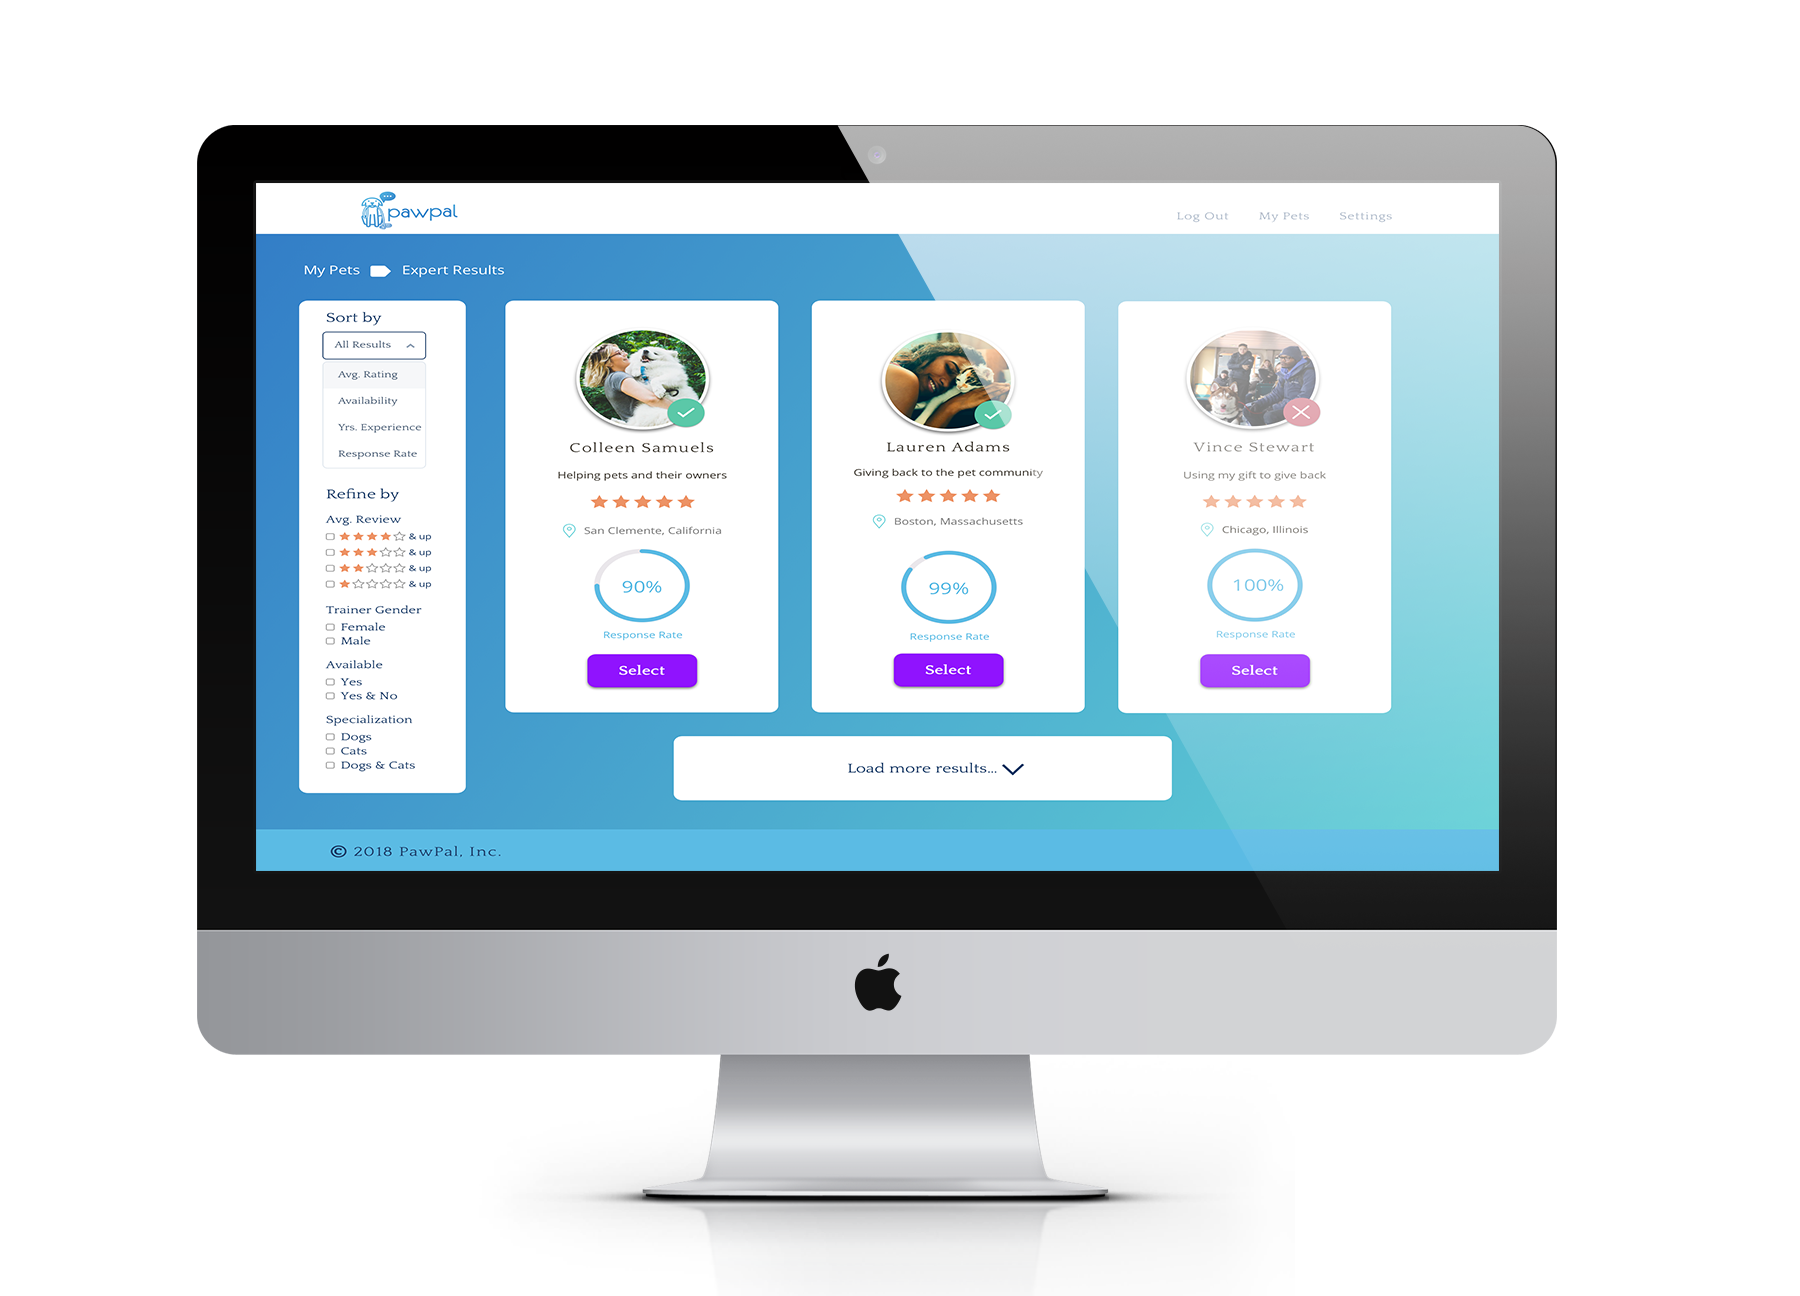 pawpal
Log Out My Pets Settings
My Pets Expert Results
Sort by
All Results
Avg. Rating
Availability
Yrs. Experience
Response Rate
Refine by
Avg. Review
& up
& up
& up
& up
Trainer Gender
Female
Male
Available
Yes
Yes & No
Specialization
Dogs
Cats
Dogs & Cats
Colleen Samuels
Helping pets and their owners
San Clemente, California
90%
Response Rate
Select
Lauren Adams
Giving back to the pet community
Boston, Massachusetts
99%
Response Rate
Select
Vince Stewart
Using my gift to give back
Chicago, Illinois
100%
Response Rate
Select
Load more results...
© 2018 PawPal, Inc.